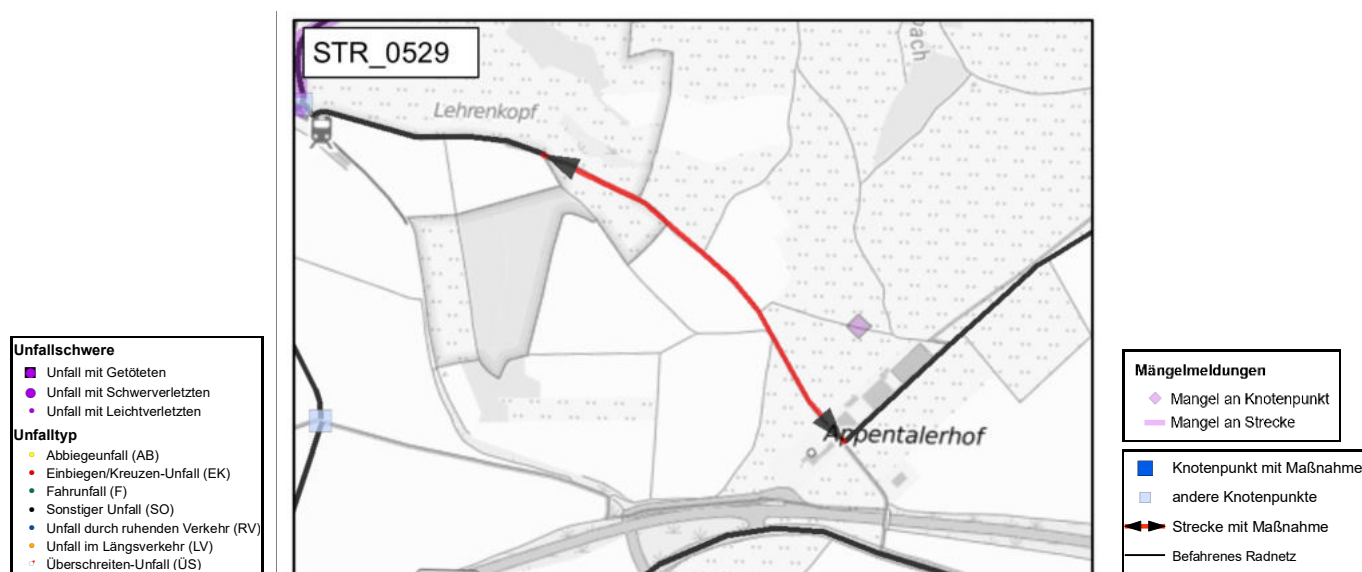 STR_0529
bach
Lehrenkopf
Appentalerhof
Unfallschwere
Unfall mit Getöteten
Unfall mit Schwerverletzten
Unfall mit Leichtverletzten
Unfalltyp
Abbiegeunfall (AB)
Einbiegen/Kreuzen-Unfall (EK)
Fahrunfall (F)
Sonstiger Unfall (SO)
Unfall durch ruhenden Verkehr (RV)
Unfall im Längsverkehr (LV)
Überschreiten-Unfall (ÜS)
Mängelmeldungen
Mangel an Knotenpunkt
Mangel an Strecke
Knotenpunkt mit Maßnahme
andere Knotenpunkte
Strecke mit Maßnahme
Befahrenes Radnetz